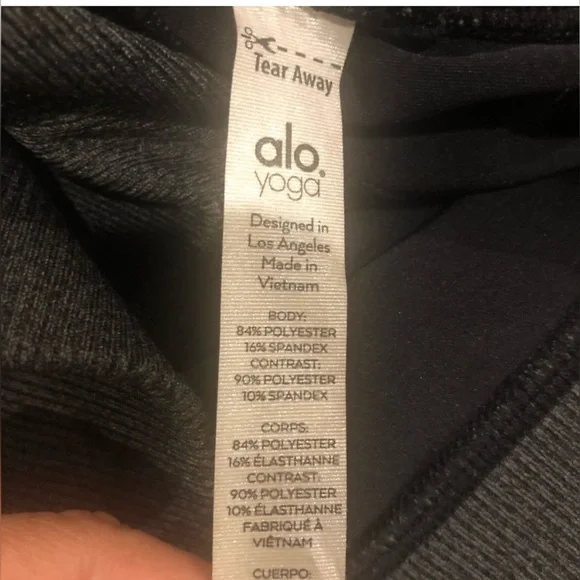 Tear Away
alo.
yoga
Designed in
Los Angeles
Made in
Vietnam
BODY:
84% POLYESTER
16% SPANDEX
CONTRAST:
90% POLYESTER
10% SPANDEX
CORPS:
84% POLYESTER
16% ÉLASTHANNE
CONTRAST:
90% POLYESTER
10% ÉLASTHANNE
FABRIQUÉ À
VIÊTNAM
CUERPO: